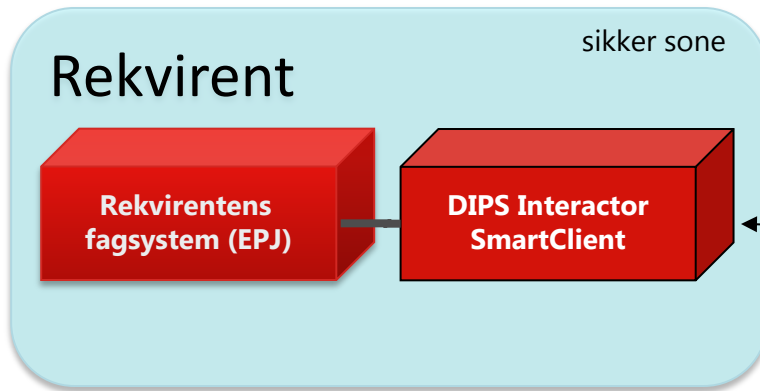 sikker sone
Rekvirent
Rekvirentens
fagsystem (EPJ)
DIPS Interactor
SmartClient